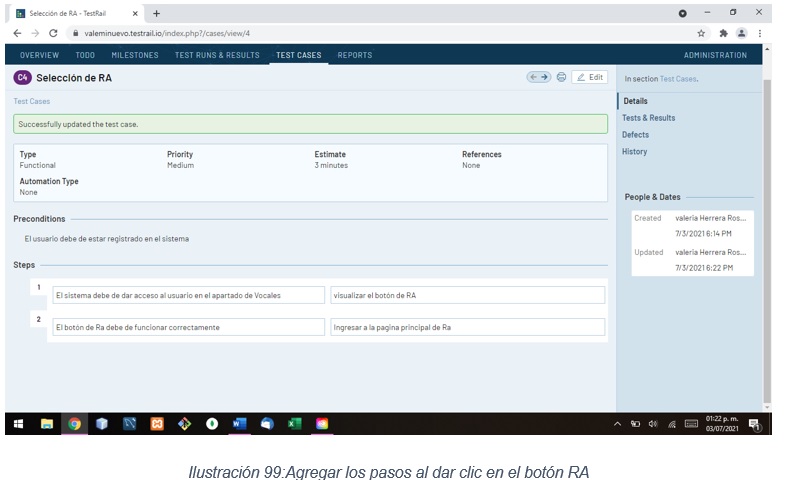 Selección de RA - TestRail
valeminuevo.testrail.io/index.php?/cases/view/4
OVERVIEW TODO MILESTONES TEST RUNS & RESULTS TEST CASES REPORTS ADMINISTRATION
C4 Selección de RA
Edit
In section Test Cases.
Test Cases
Details
Successfully updated the test case.
Tests & Results
Defects
History
Type Priority Estimate References
Functional Medium 3 minutes None
Automation Type
None
People & Dates
Created valeria Herrera Ros...
7/3/2021 6:14 PM
Updated valeria Herrera Ros...
7/3/2021 6:22 PM
Preconditions
El usuario debe de estar registrado en el sistema
Steps
1
El sistema debe de dar acceso al usuario en el apartado de Vocales visualizar el botón de RA
2
El botón de Ra debe de funcionar correctamente Ingresar a la pagina principal de Ra
01:22 p. m.
03/07/2021
1
Ilustración 99:Agregar los pasos al dar clic en el botón RA